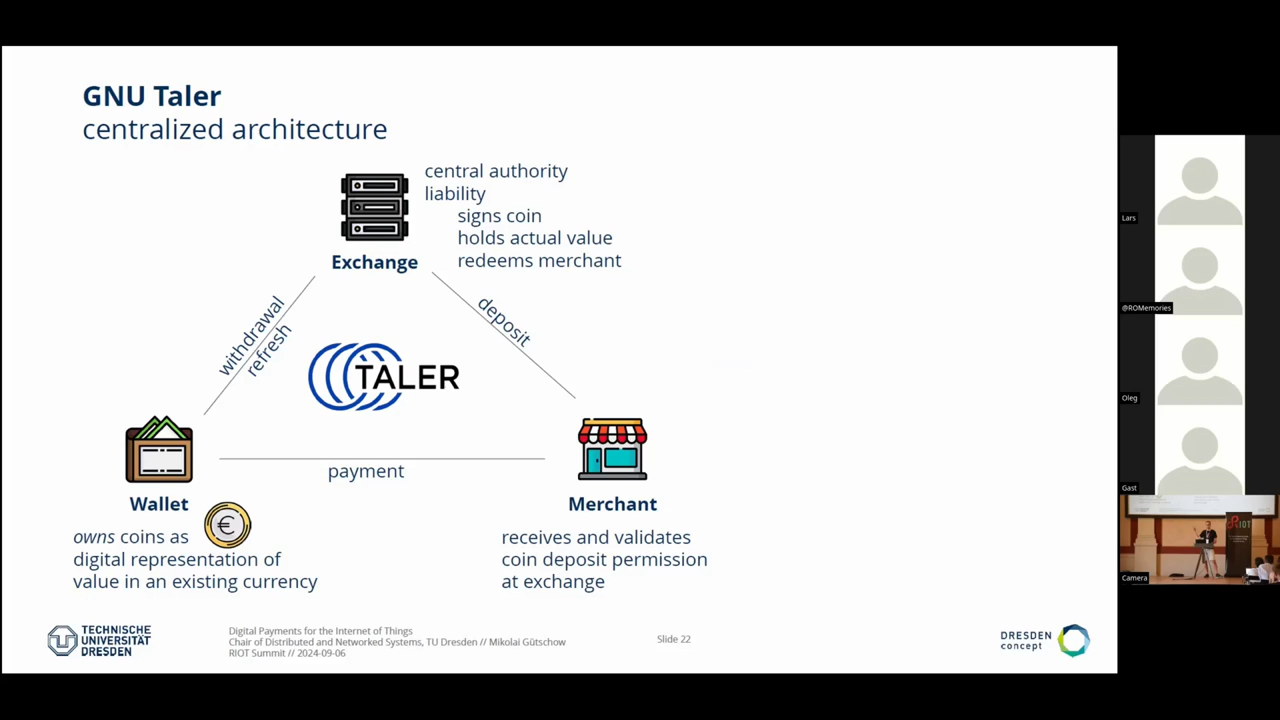 GNU Taler
centralized architecture
central authority
liability
signs coin
holds actual value
redeems merchant
Exchange
withdrawal
refresh
deposit
TALER
payment
Wallet
owns coins as
digital representation of
value in an existing currency
€
Merchant
receives and validates
coin deposit permission
at exchange
TECHNISCHE
UNIVERSITÄT
DRESDEN
Digital Payments for the Internet of Things
Chair of Distributed and Networked Systems, TU Dresden // Mikolai Gütschow
RIOT Summit // 2024-09-06
Slide 22
DRESDEN
concept
Lars
@ROMemories
Oleg
Gast
RIOT
Camera